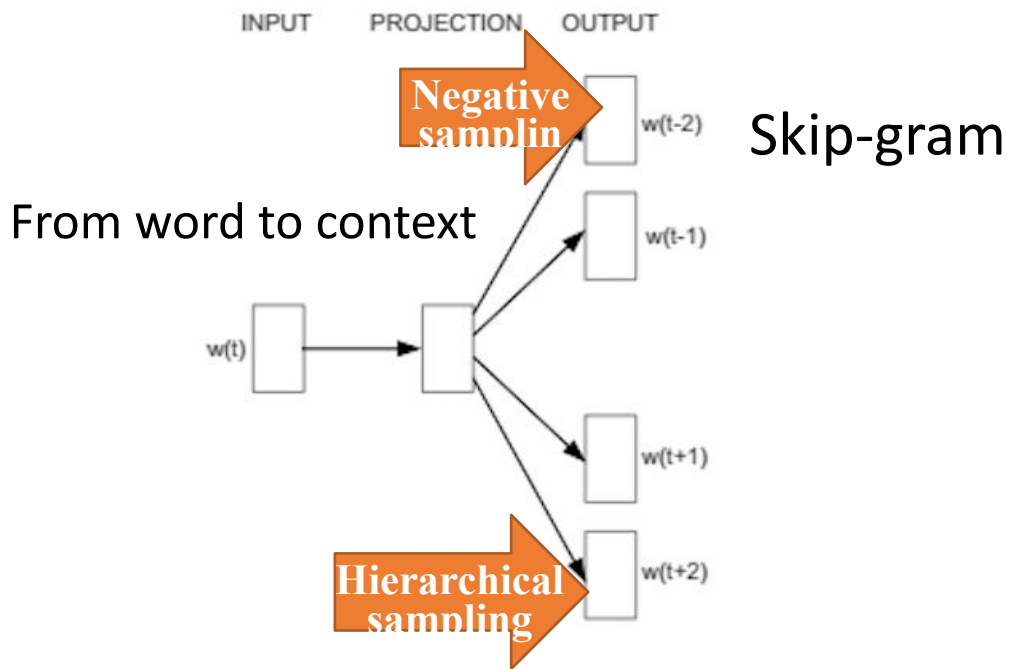 INPUT PROJECTION OUTPUT
Negative
samplin
w(t-2)
Skip-gram
From word to context
w(t-1)
w(t)
w(t+1)
Hierarchical
sampling
w(t+2)